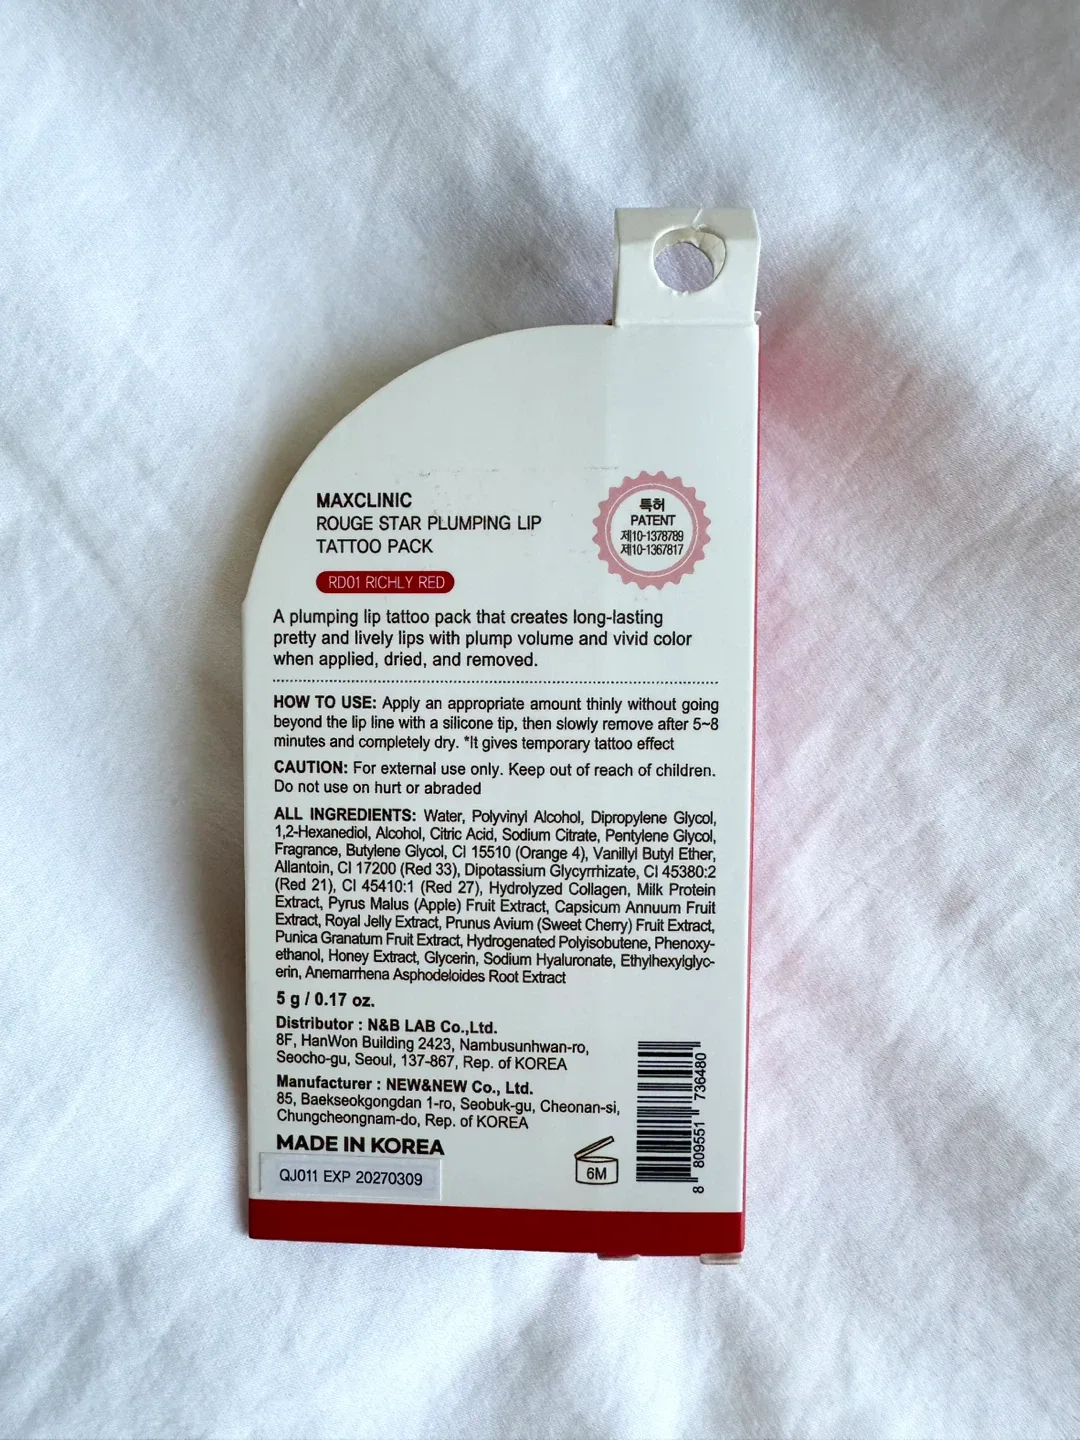 MAXCLINIC
ROUGE STAR PLUMPING LIP
TATTOO PACK
RD01 RICHLY RED
특허
PATENT
제10-1378789
제10-1367817
A plumping lip tattoo pack that creates long-lasting
pretty and lively lips with plump volume and vivid color
when applied, dried, and removed.
HOW TO USE: Apply an appropriate amount thinly without going
beyond the lip line with a silicone tip, then slowly remove after 5~8
minutes and completely dry. *It gives temporary tattoo effect
CAUTION: For external use only. Keep out of reach of children.
Do not use on hurt or abraded
ALL INGREDIENTS: Water, Polyvinyl Alcohol, Dipropylene Glycol,
1,2-Hexanediol, Alcohol, Citric Acid, Sodium Citrate, Pentylene Glycol,
Fragrance, Butylene Glycol, CI 15510 (Orange 4), Vanillyl Butyl Ether,
Allantoin, CI 17200 (Red 33), Dipotassium Glycyrrhizate, CI 45380:2
(Red 21), CI 45410:1 (Red 27), Hydrolyzed Collagen, Milk Protein
Extract, Pyrus Malus (Apple) Fruit Extract, Capsicum Annuum Fruit
Extract, Royal Jelly Extract, Prunus Avium (Sweet Cherry) Fruit Extract,
Punica Granatum Fruit Extract, Hydrogenated Polyisobutene, Phenoxy-
ethanol, Honey Extract, Glycerin, Sodium Hyaluronate, Ethylhexylglyc-
erin, Anemarrhena Asphodeloides Root Extract
5 g / 0.17 oz.
Distributor : N&B LAB Co.,Ltd.
8F, HanWon Building 2423, Nambusunhwan-ro,
Seocho-gu, Seoul, 137-867, Rep. of KOREA
Manufacturer : NEW&NEW Co., Ltd.
85, Baekseokgongdan 1-ro, Seobuk-gu, Cheonan-si,
Chungcheongnam-do, Rep. of KOREA
MADE IN KOREA
QJ011 EXP 20270309
6M
8 809551 736480